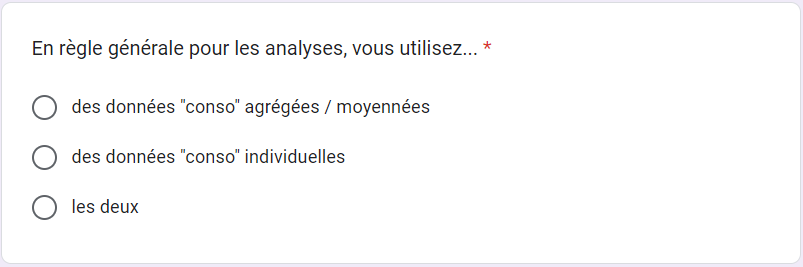 En règle générale pour les analyses, vous utilisez... *
des données "conso" agrégées / moyennées
des données "conso" individuelles
les deux